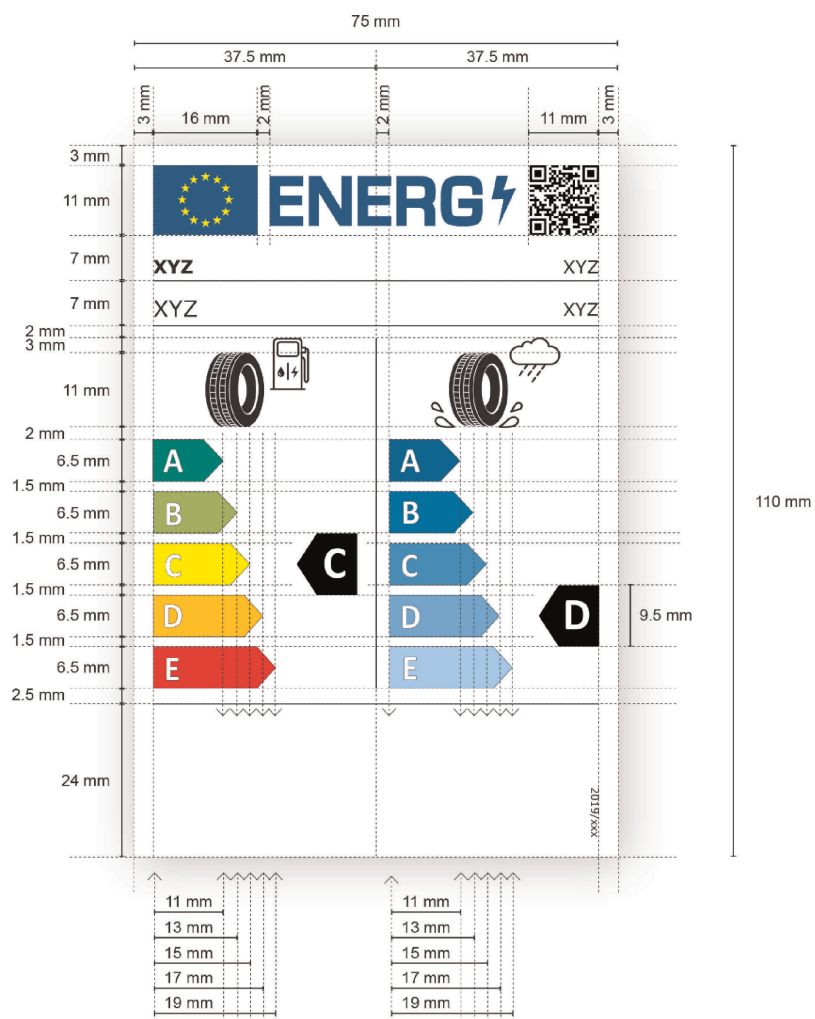 75 mm
37.5 mm 37.5 mm
3 mm 16 mm 2 mm 2 mm 11 mm 3 mm
3 mm
11 mm ENERG
7 mm XYZ XYZ
7 mm XYZ XYZ
2 mm
3 mm
11 mm
2 mm
6.5 mm A A
1.5 mm
6.5 mm B B
110 mm
1.5 mm
6.5 mm C C C
1.5 mm
6.5 mm D D D 9.5 mm
1.5 mm
6.5 mm E E
2.5 mm
24 mm
2019/xxx
11 mm 11 mm
13 mm 13 mm
15 mm 15 mm
17 mm 17 mm
19 mm 19 mm